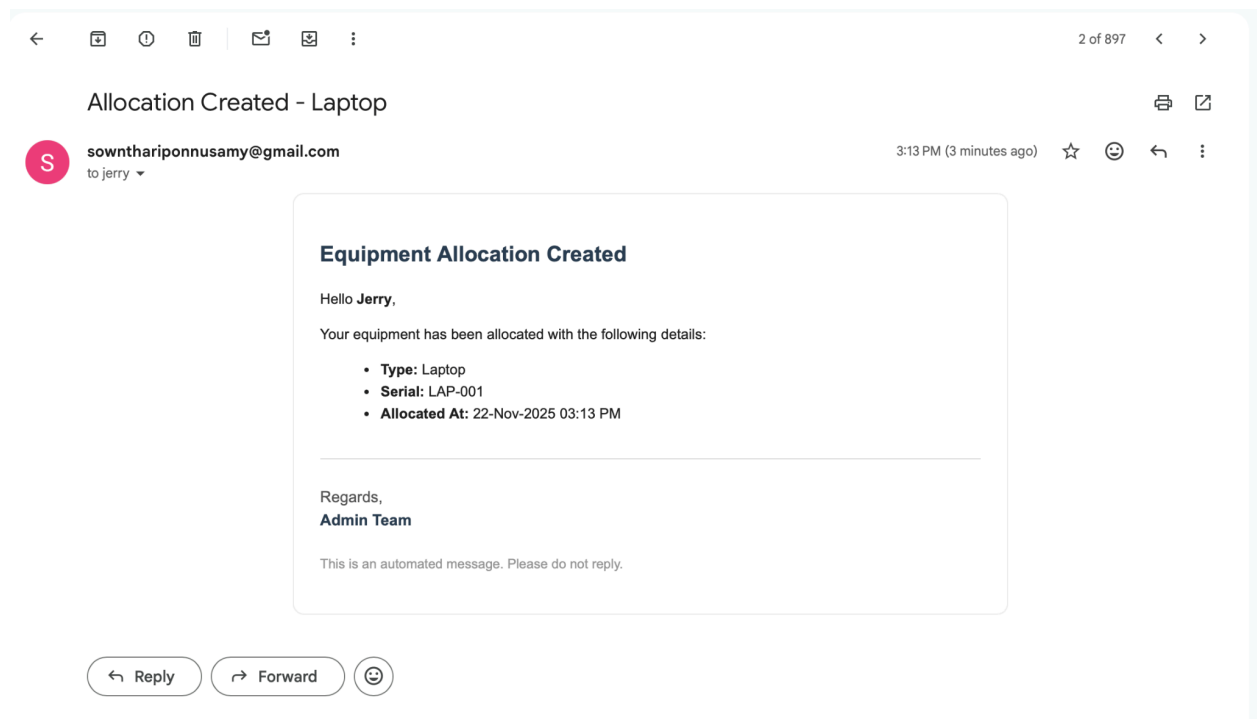 2 of 897
Allocation Created - Laptop
S
sownthariponnusamy@gmail.com
3:13 PM (3 minutes ago)
to jerry
Equipment Allocation Created
Hello Jerry,
Your equipment has been allocated with the following details:
• Type: Laptop
• Serial: LAP-001
• Allocated At: 22-Nov-2025 03:13 PM
Regards,
Admin Team
This is an automated message. Please do not reply.
Reply
Forward